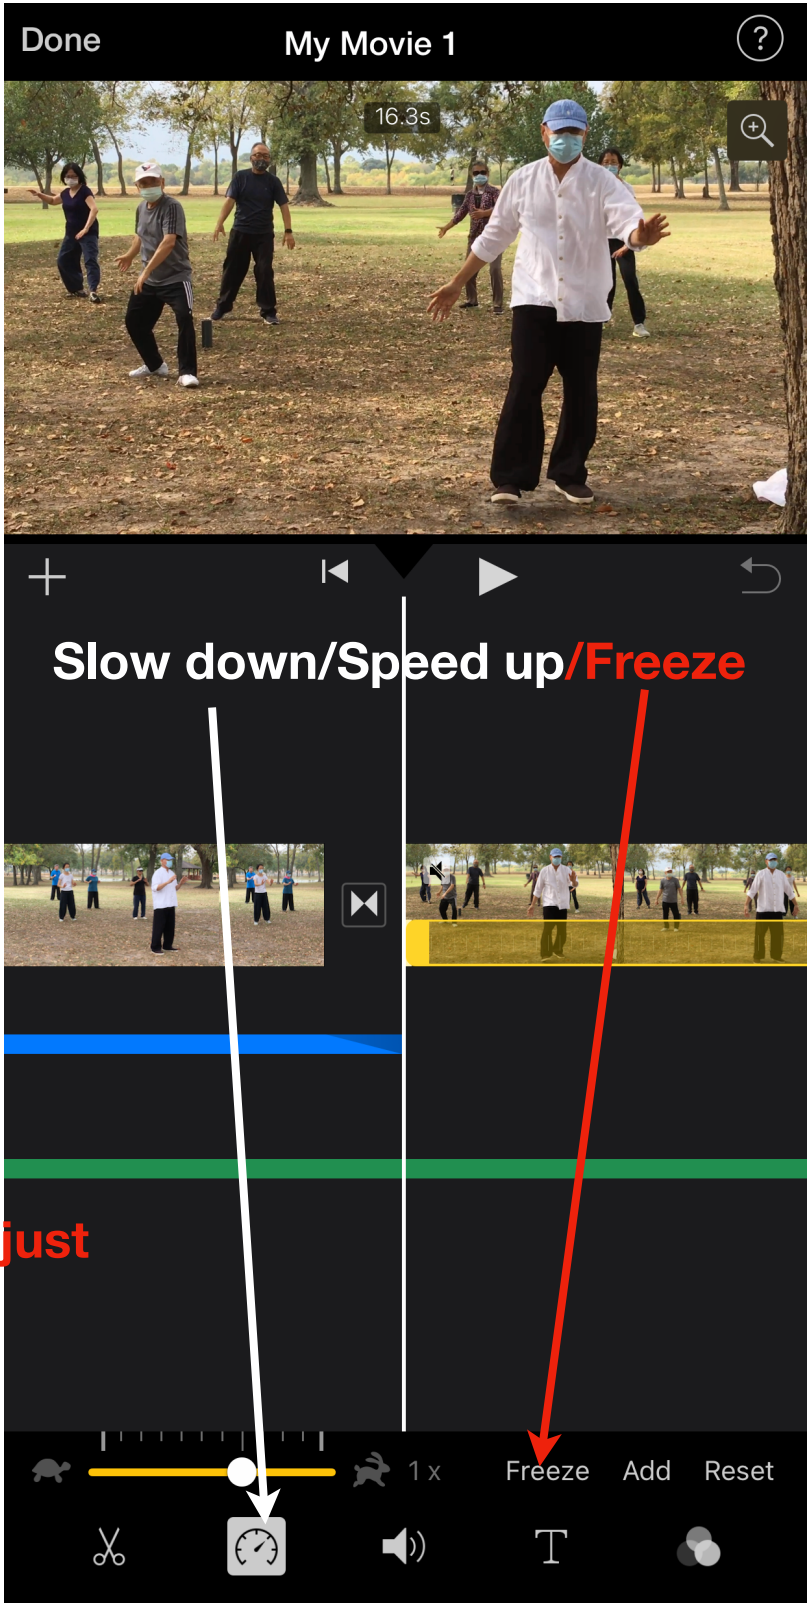 Done My Movie 1 ?
16.3s
Slow down/Speed up/Freeze
just
1 x Freeze Add Reset
T